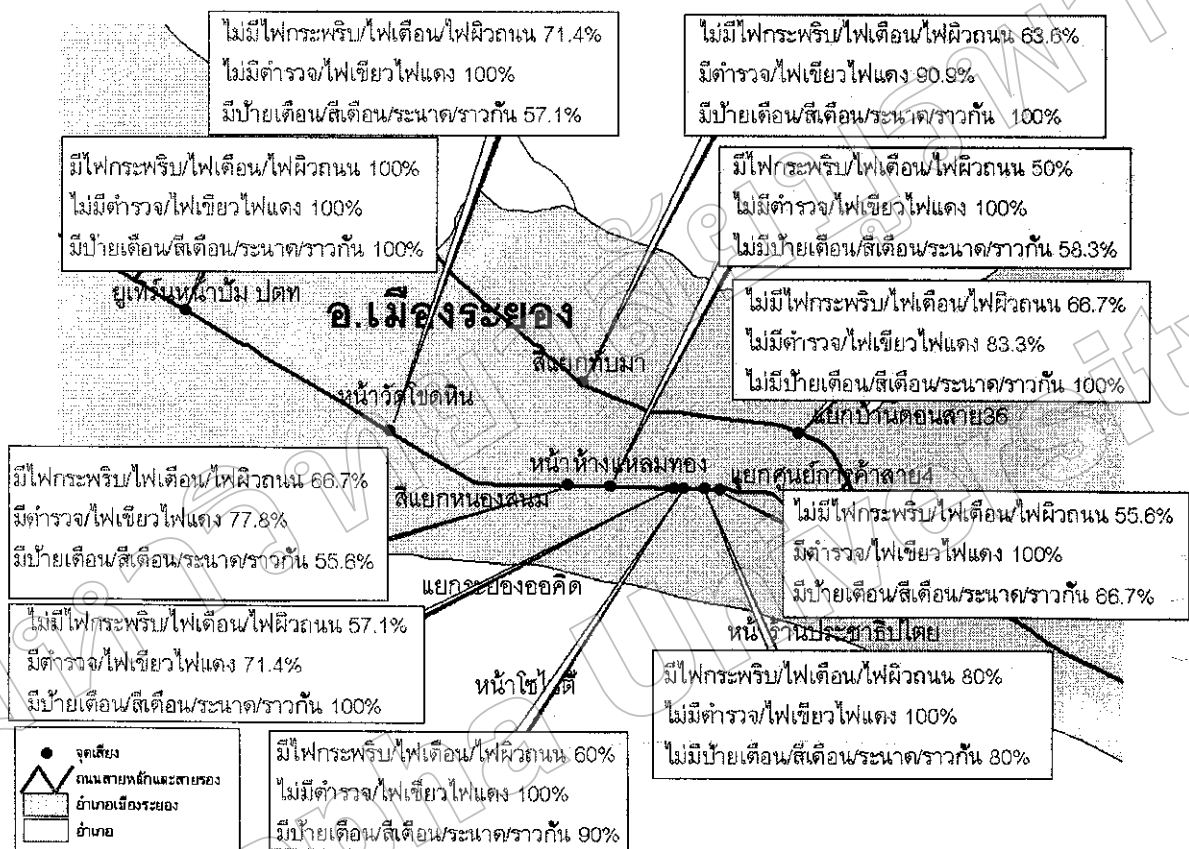 ไม่มีไฟกระพริบ/ไฟเตือน/ไฟผิวถนน 71.4%
ไม่มีตำรวจ/ไฟเขียวไฟแดง 100%
มีป้ายเตือน/สีเตือน/ระนาด/ราวกัน 57.1%
ไม่มีไฟกระพริบ/ไฟเตือน/ไฟผิวถนน 63.6%
มีตำรวจ/ไฟเขียวไฟแดง 90.9%
มีป้ายเตือน/สีเตือน/ระนาด/ราวกัน 100%
มีไฟกระพริบ/ไฟเตือน/ไฟผิวถนน 100%
ไม่มีตำรวจ/ไฟเขียวไฟแดง 100%
มีป้ายเตือน/สีเตือน/ระนาด/ราวกัน 100%
มีไฟกระพริบ/ไฟเตือน/ไฟผิวถนน 50%
ไม่มีตำรวจ/ไฟเขียวไฟแดง 100%
ไม่มีป้ายเตือน/สีเตือน/ระนาด/ราวกัน 58.3%
ยูเทิร์นหน้าปั้ม ปตท
อ.เมืองระยอง
ไม่มีไฟกระพริบ/ไฟเตือน/ไฟผิวถนน 66.7%
ไม่มีตำรวจ/ไฟเขียวไฟแดง 83.3%
ไม่มีป้ายเตือน/สีเตือน/ระนาด/ราวกัน 100%
สี่แยกทับมา
หน้าวัดโขดหิน
แยกบ้านดอนสาย36
หน้าห้างแหลมทอง
แยกศูนย์การค้าสาย4
สี่แยกหนองสนม
มีไฟกระพริบ/ไฟเตือน/ไฟผิวถนน 66.7%
มีตำรวจ/ไฟเขียวไฟแดง 77.8%
มีป้ายเตือน/สีเตือน/ระนาด/ราวกัน 55.6%
ไม่มีไฟกระพริบ/ไฟเตือน/ไฟผิวถนน 55.6%
มีตำรวจ/ไฟเขียวไฟแดง 100%
มีป้ายเตือน/สีเตือน/ระนาด/ราวกัน 66.7%
แยกระยองออคิด
ไม่มีไฟกระพริบ/ไฟเตือน/ไฟผิวถนน 57.1%
มีตำรวจ/ไฟเขียวไฟแดง 71.4%
มีป้ายเตือน/สีเตือน/ระนาด/ราวกัน 100%
หน้าร้านประชาธิปไตย
หน้าโซไซตี้
มีไฟกระพริบ/ไฟเตือน/ไฟผิวถนน 80%
ไม่มีตำรวจ/ไฟเขียวไฟแดง 100%
ไม่มีป้ายเตือน/สีเตือน/ระนาด/ราวกัน 80%
มีไฟกระพริบ/ไฟเตือน/ไฟผิวถนน 60%
ไม่มีตำรวจ/ไฟเขียวไฟแดง 100%
มีป้ายเตือน/สีเตือน/ระนาด/ราวกัน 90%
จุดเสี่ยง
ถนนสายหลักและสายรอง
อำเภอเมืองระยอง
อำเภอ